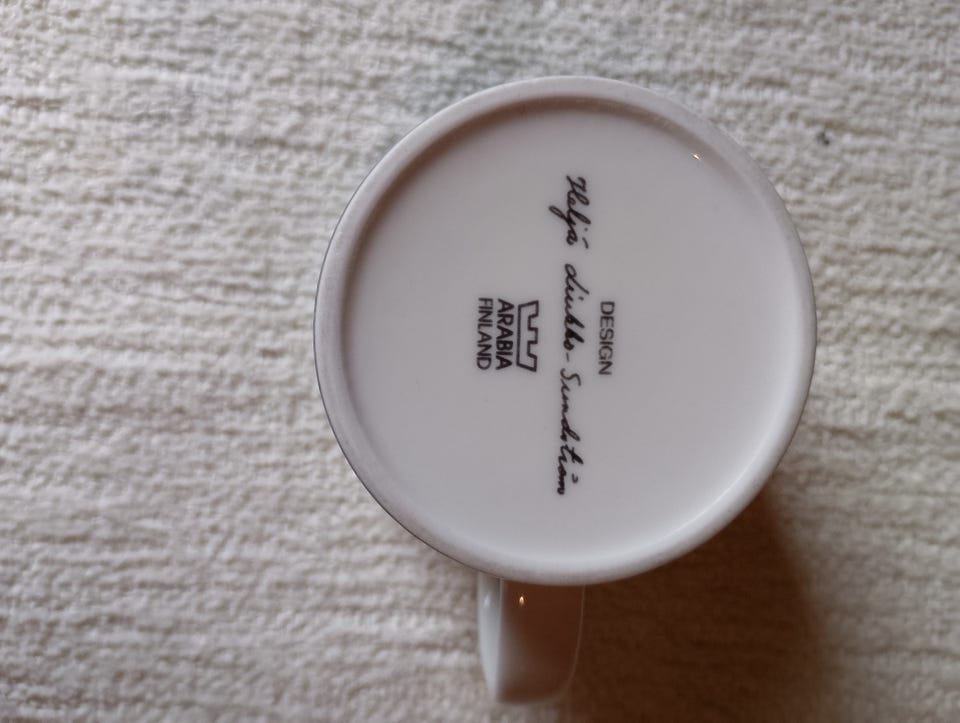 DESIGN
Heljä Liukko-Sundström
ARABIA
FINLAND